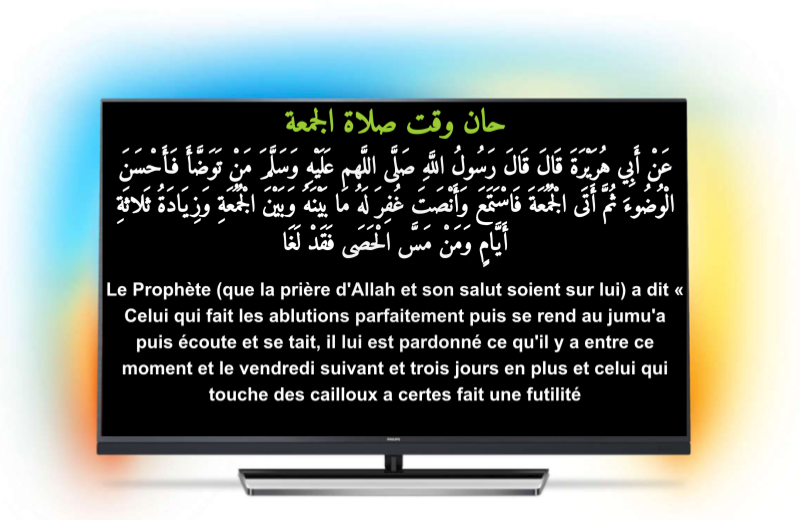 حان وقت صلاة الجمعة
عَنْ أَبِي هُرَيْرَةَ قَالَ قَالَ رَسُولُ اللَّهِ صَلَّى اللَّهم عَلَيْهِ وَسَلَّمَ مَنْ تَوَضَّأَ فَأَحْسَنَ
الْوُضُوءَ ثُمَّ أَتَى الْجُمُعَةَ فَاسْتَمَعَ وَأَنْصَتَ غُفِرَ لَهُ مَا بَيْنَهُ وَبَيْنَ الْجُمُعَةِ وَزِيَادَةُ ثَلاثَةِ
أَيَّامٍ وَمَنْ مَسَّ الْحَصَى فَقَدْ لَغَا
Le Prophète (que la prière d'Allah et son salut soient sur lui) a dit «
Celui qui fait les ablutions parfaitement puis se rend au jumu'a
puis écoute et se tait, il lui est pardonné ce qu'il y a entre ce
moment et le vendredi suivant et trois jours en plus et celui qui
touche des cailloux a certes fait une futilité
PHILIPS